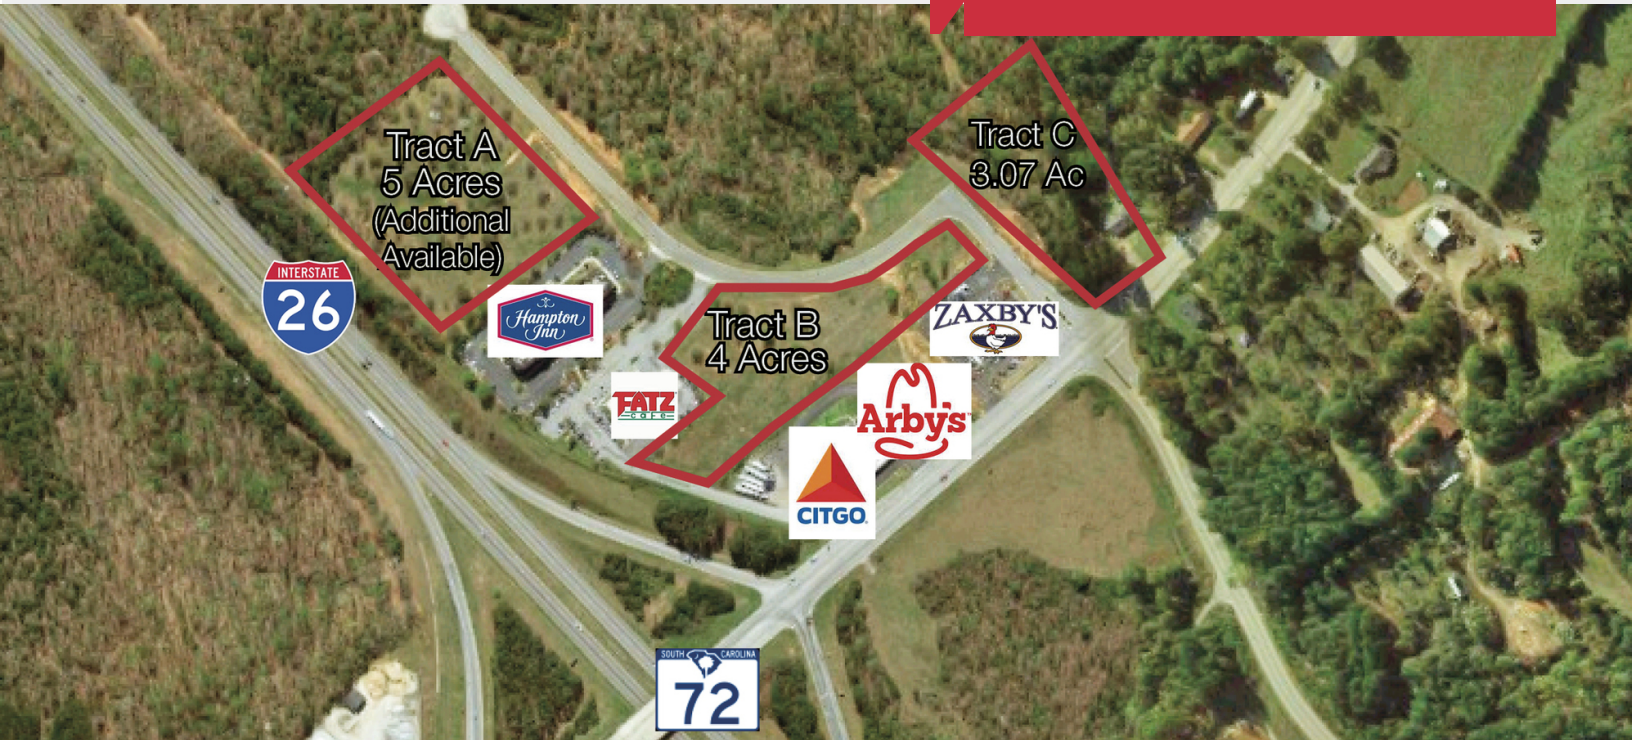 Tract A
5 Acres
(Additional
Available)
Tract C
3.07 Ac
INTERSTATE
26
Hampton
Inn
Tract B
4 Acres
ZAXBY'S
FATZ
cafe
Arby's
CITGO
SOUTH CAROLINA
72